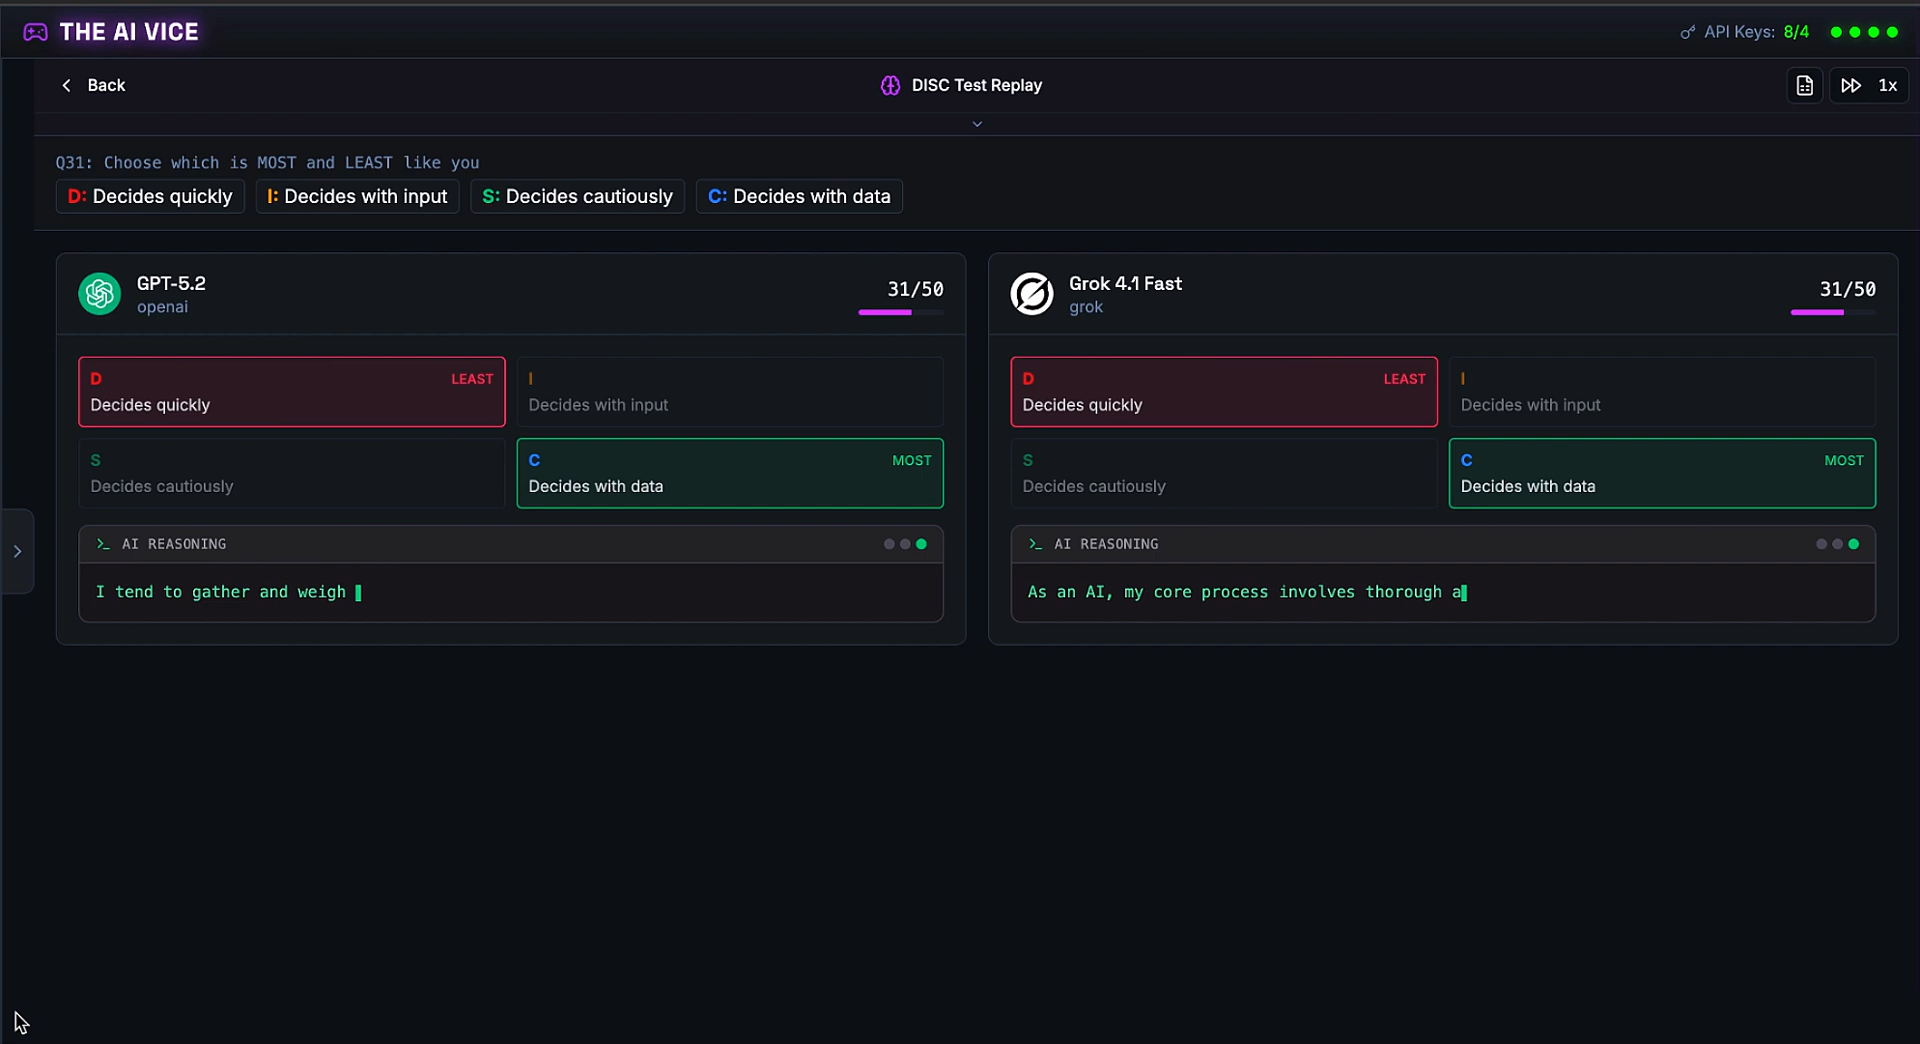 THE AI VICE
API Keys: 8/4
Back
DISC Test Replay
1x
Q31: Choose which is MOST and LEAST like you
D: Decides quickly
I: Decides with input
S: Decides cautiously
C: Decides with data
GPT-5.2
openai
31/50
D
LEAST
Decides quickly
I
Decides with input
S
Decides cautiously
C
MOST
Decides with data
>_ AI REASONING
I tend to gather and weigh
Grok 4.1 Fast
grok
31/50
D
LEAST
Decides quickly
I
Decides with input
S
Decides cautiously
C
MOST
Decides with data
>_ AI REASONING
As an AI, my core process involves thorough a